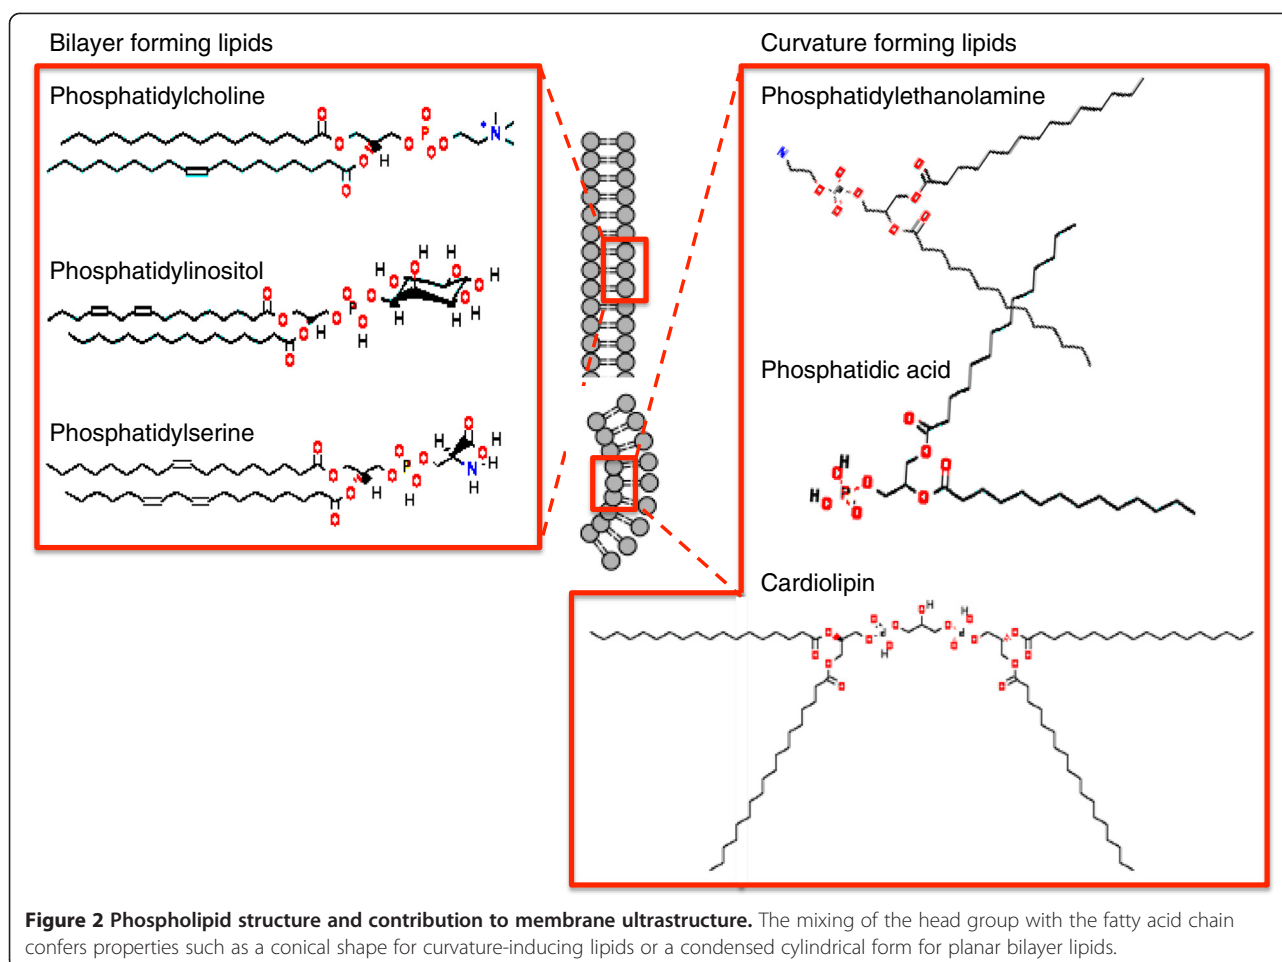 Bilayer forming lipids
Curvature forming lipids
Phosphatidylcholine
Phosphatidylethanolamine
Phosphatidylinositol
Phosphatidic acid
Phosphatidylserine
Cardiolipin
Figure 2 Phospholipid structure and contribution to membrane ultrastructure. The mixing of the head group with the fatty acid chain
confers properties such as a conical shape for curvature-inducing lipids or a condensed cylindrical form for planar bilayer lipids.